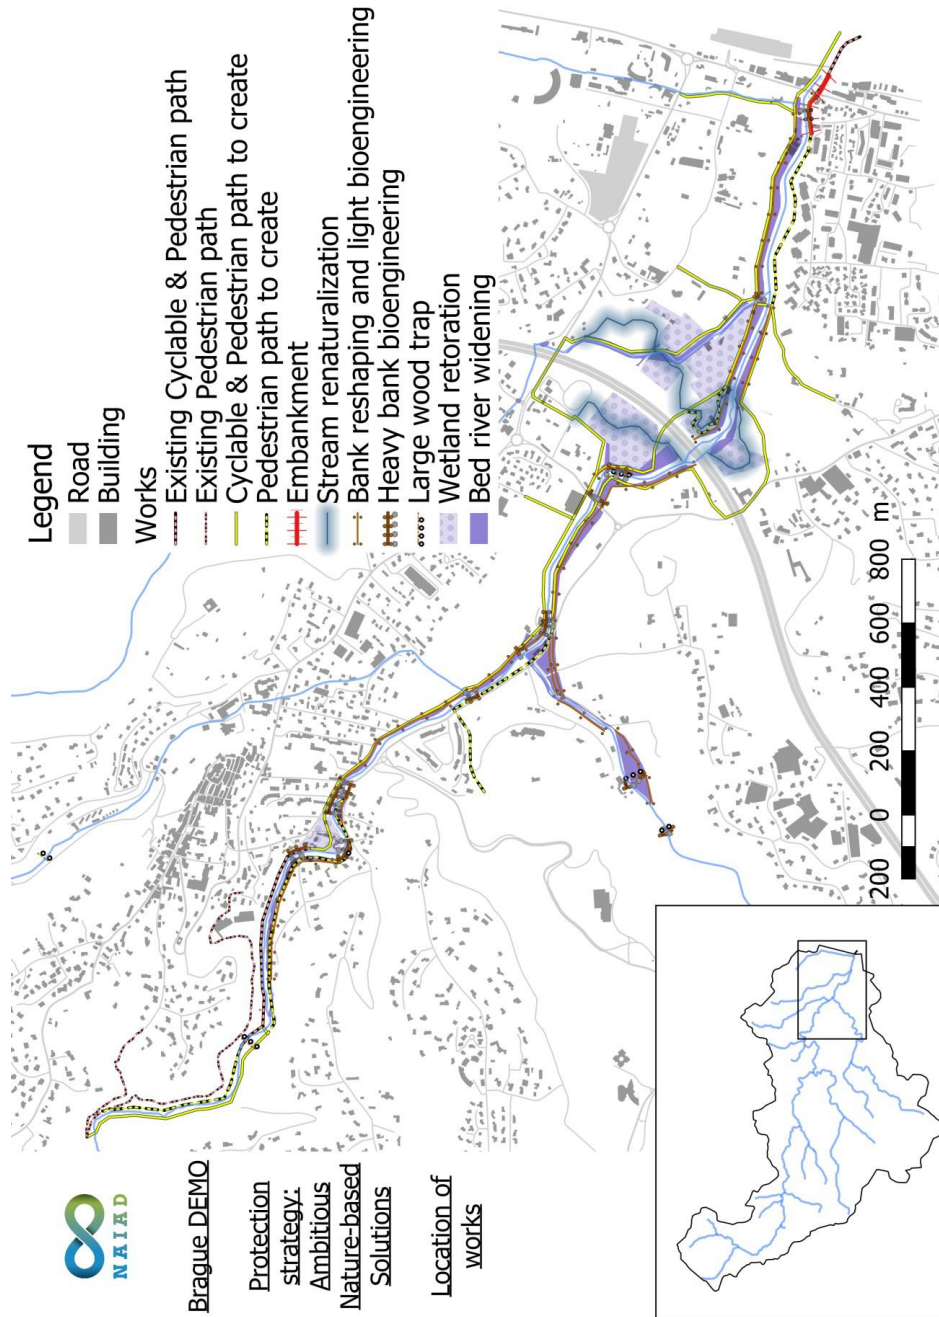 NAIAD
Brague DEMO
Protection
strategy:
Ambitious
Nature-based
Solutions
Location of
works
Legend
Road
Building
Works
Existing Cyclable & Pedestrian path
Existing Pedestrian path
Cyclable & Pedestrian path to create
Pedestrian path to create
Embankment
Stream renaturalization
Bank reshaping and light bioengineering
Heavy bank bioengineering
Large wood trap
Wetland retoration
Bed river widening
200 0 200 400 600 800 m